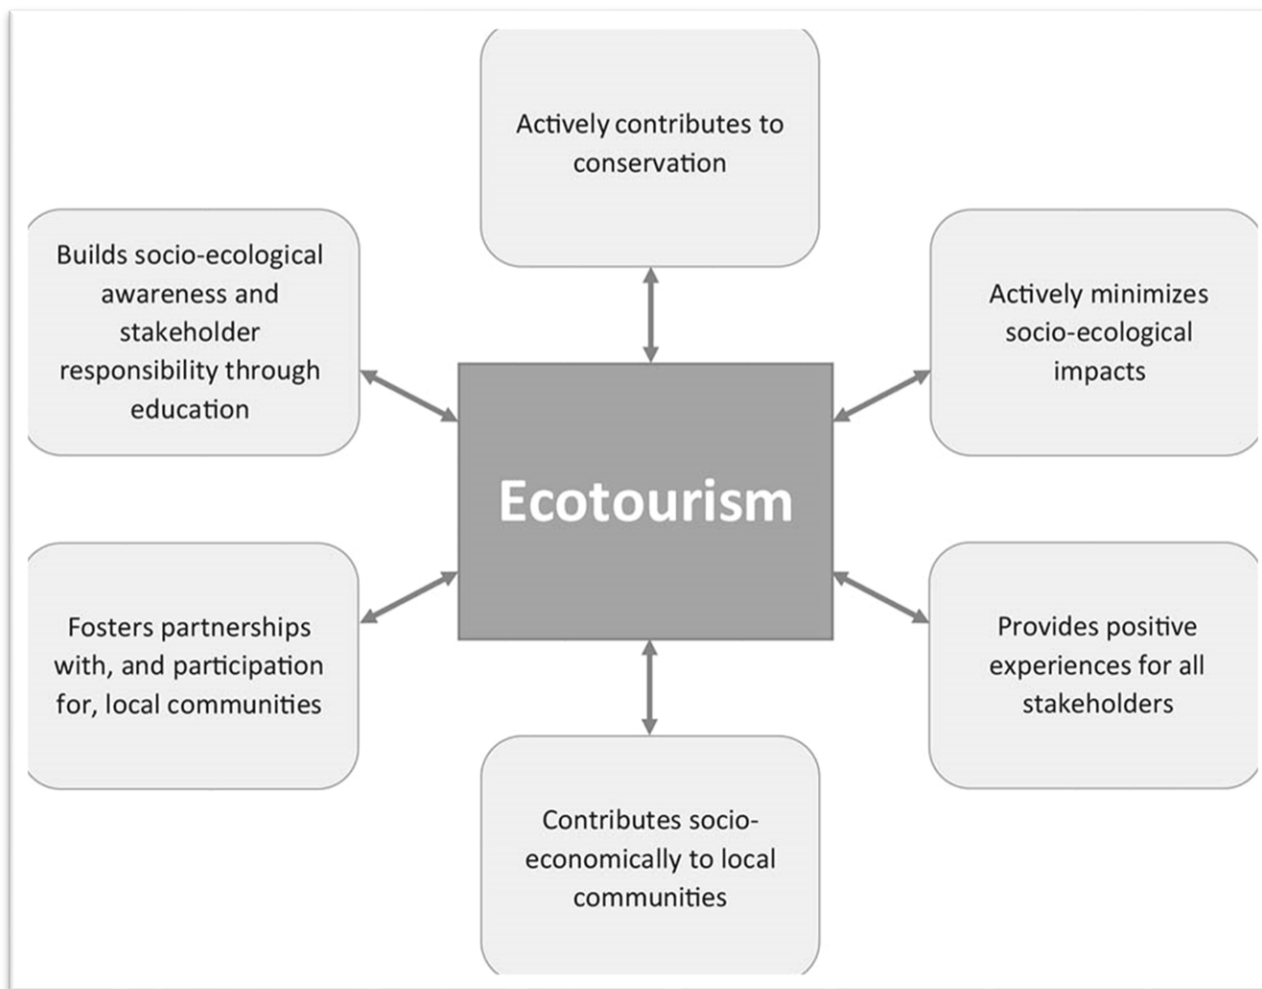 Actively contributes to
conservation
Builds socio-ecological
awareness and
stakeholder
responsibility through
education
Actively minimizes
socio-ecological
impacts
Ecotourism
Fosters partnerships
with, and participation
for, local communities
Provides positive
experiences for all
stakeholders
Contributes socio-
economically to local
communities